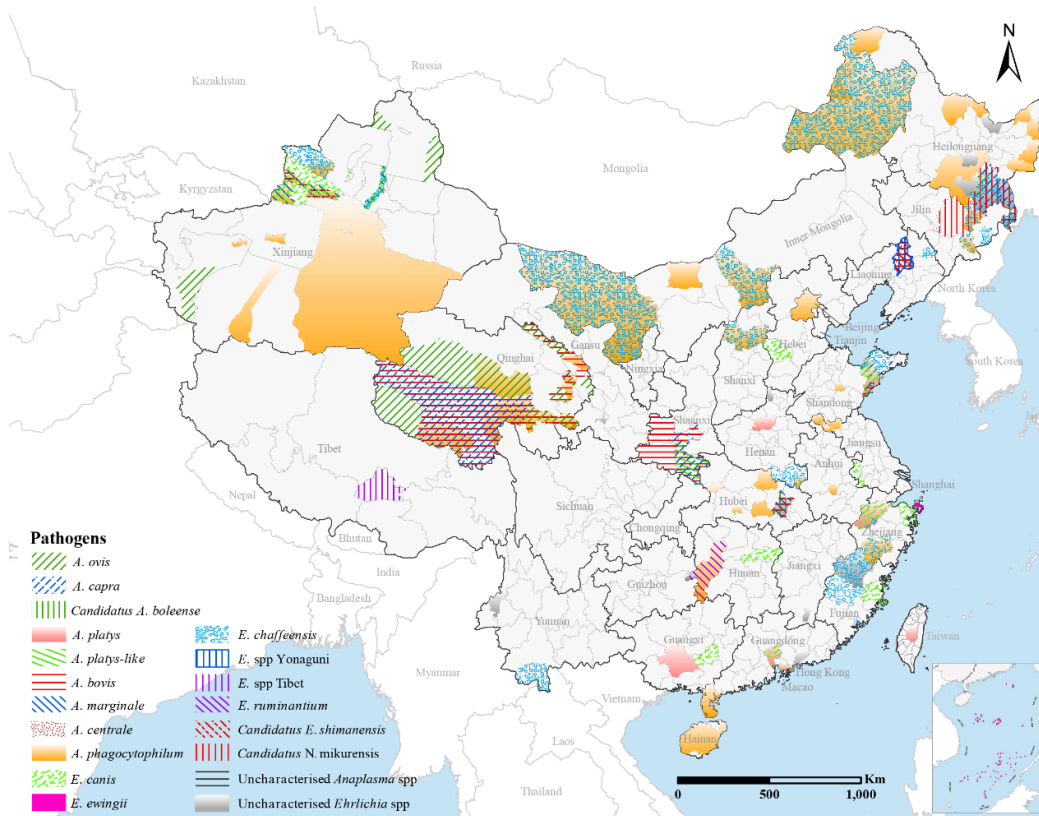 N
Russia
Kazakhstan
Mongolia
Heilongjiang
Kyrgyzstan
Jilin
Inner Mongolia
Xinjiang
Liaoning
North Korea
Beijing
Tianjin
Hebei
Gansu
Qinghai
Ningxia
South Korea
Shanxi
Shandong
Shaanxi
Jiangsu
Henan
Tibet
Anhui
Shanghai
Hubei
Nepal
Sichuan
Chongqing
Zhejiang
Bhutan
Hunan
Jiangxi
Guizhou
India
Fujian
Bangladesh
Yunnan
Guangxi
Guangdong
Taiwan
Hong Kong
Macao
Myanmar
Vietnam
Hainan
Laos
Thailand
Pathogens
A. ovis
A. capra
Candidatus A. boleense
A. platys
A. platys-like
A. bovis
A. marginale
A. centrale
A. phagocytophilum
E. canis
E. ewingii
E. chaffeensis
E. spp Yonaguni
E. spp Tibet
E. ruminantium
Candidatus E. shimanensis
Candidatus N. mikurensis
Uncharacterised Anaplasma spp
Uncharacterised Ehrlichia spp
Km
0 500 1,000